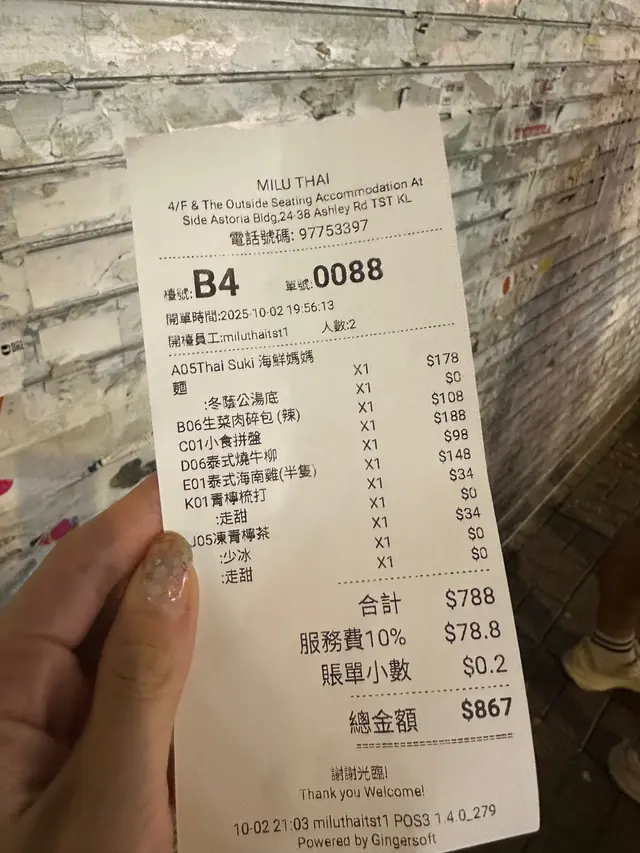 MILU THAI
4/F & The Outside Seating Accommodation At
Side Astoria Bldg,24-38 Ashley Rd TST KL
電話號碼: 97753397
檯號:B4 單號:0088
開單時間:2025-10-02 19:56:13
開檯員工:miluthaitst1 人數:2
A05Thai Suki 海鮮媽媽麵 X1 $178
:冬蔭公湯底 X1 $0
B06生菜肉碎包 (辣) X1 $108
C01小食拼盤 X1 $188
D06泰式燒牛柳 X1 $98
E01泰式海南雞(半隻) X1 $148
K01青檸梳打 X1 $34
:走甜 X1 $0
J05凍青檸茶 X1 $34
:少冰 X1 $0
:走甜 X1 $0
合計 $788
服務費10% $78.8
賬單小數 $0.2
總金額 $867
謝謝光臨!
Thank you Welcome!
10-02 21:03 miluthaitst1 POS3 1.4.0_279
Powered by Gingersoft